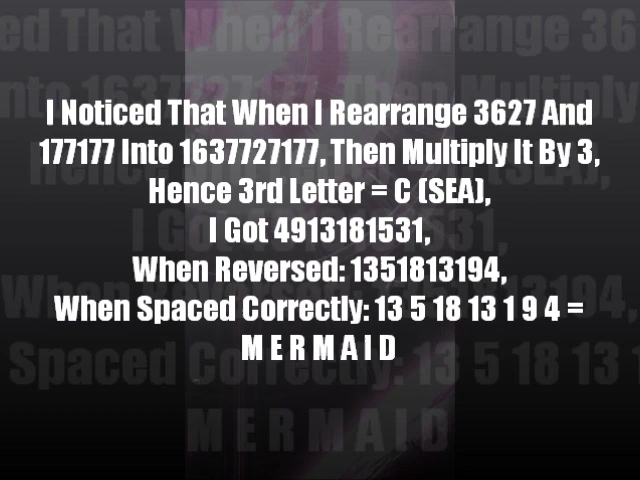 I Noticed That When I Rearrange 3627 And
177177 Into 1637727177, Then Multiply It By 3,
Hence 3rd Letter = C (SEA),
I Got 4913181531,
When Reversed: 1351813194,
When Spaced Correctly: 13 5 18 13 1 9 4 =
M E R M A I D